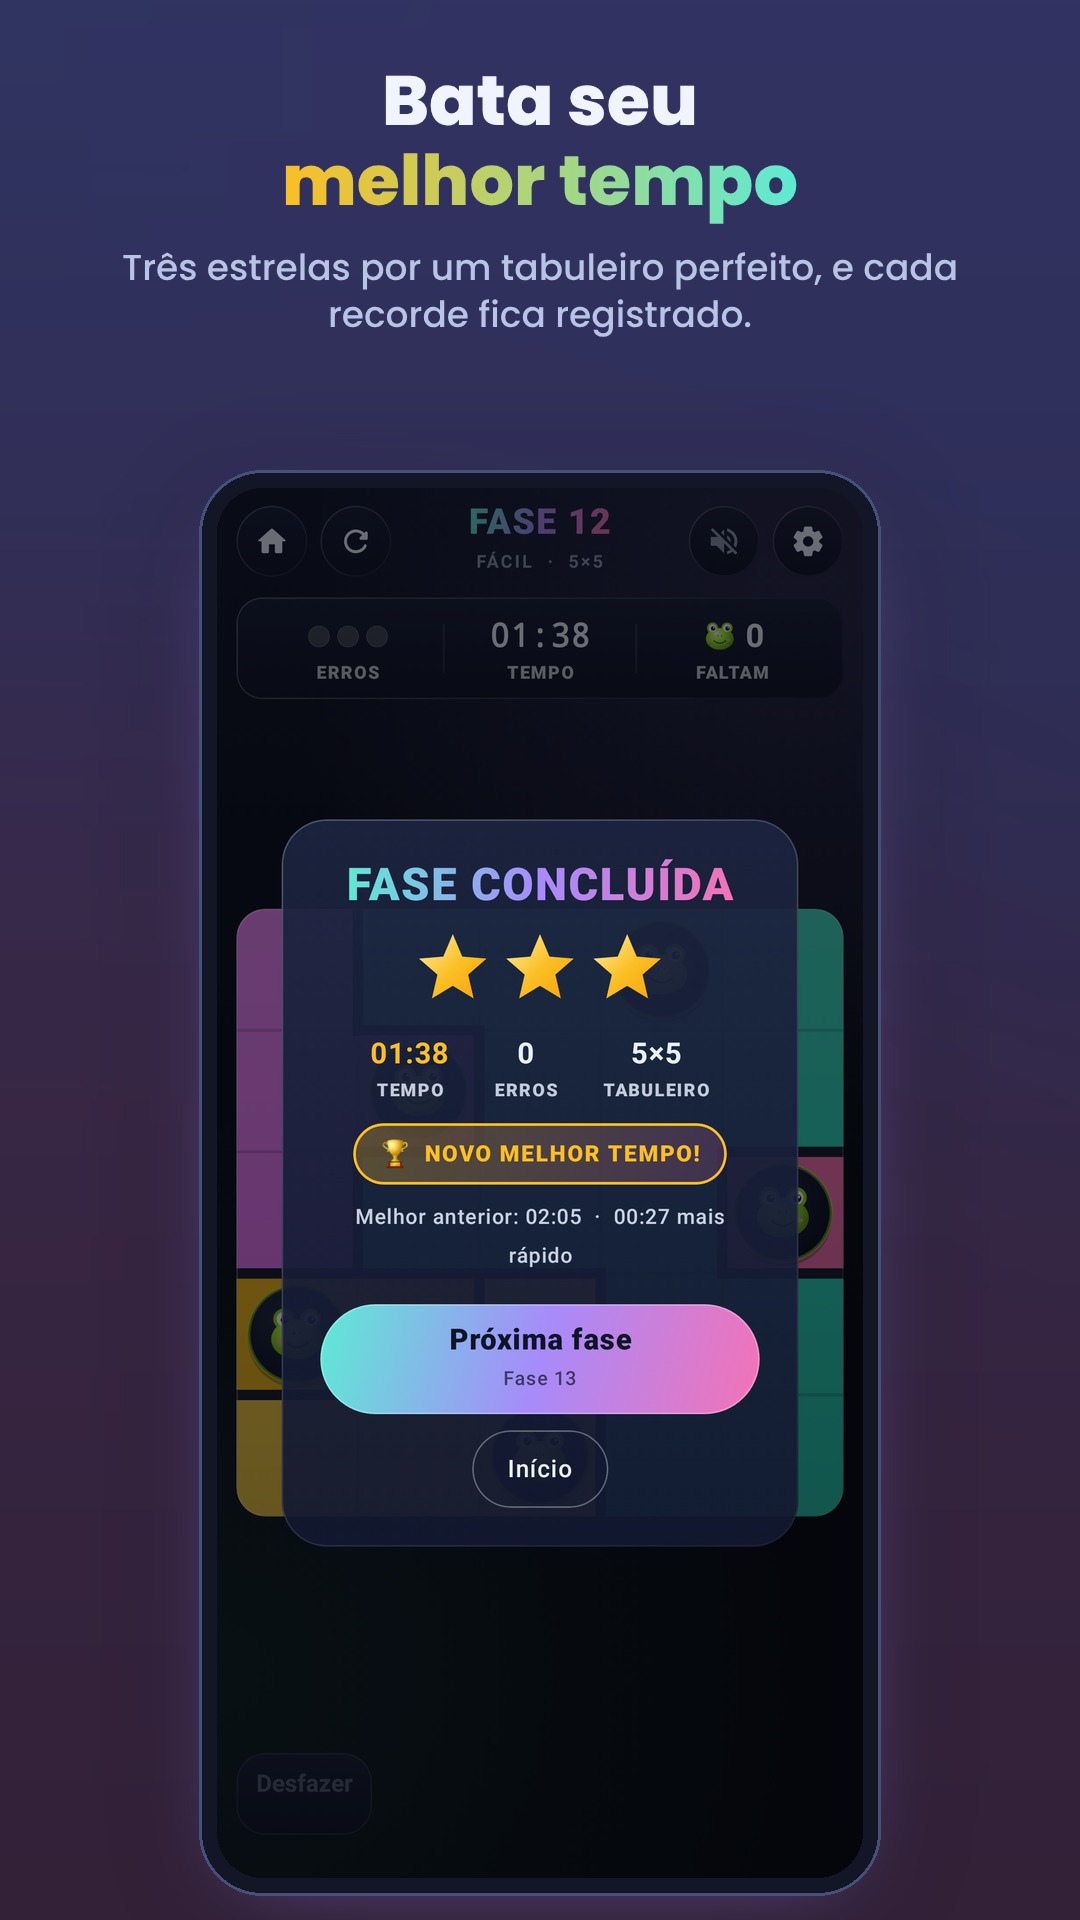 Bata seu
melhor tempo
Três estrelas por um tabuleiro perfeito, e cada
recorde fica registrado.
FASE 12
FÁCIL · 5×5
01:38
0
ERROS
TEMPO
FALTAM
FASE CONCLUÍDA
01:38
0
5×5
TEMPO
ERROS
TABULEIRO
NOVO MELHOR TEMPO!
Melhor anterior: 02:05 · 00:27 mais
rápido
Próxima fase
Fase 13
Início
Desfazer